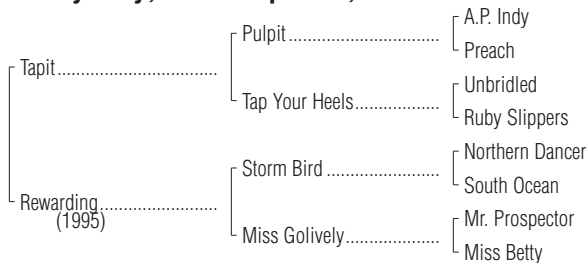 Tapit
Rewarding
(1995)
Pulpit
Tap Your Heels
Storm Bird
Miss Golively
A.P. Indy
Preach
Unbridled
Ruby Slippers
Northern Dancer
South Ocean
Mr. Prospector
Miss Betty